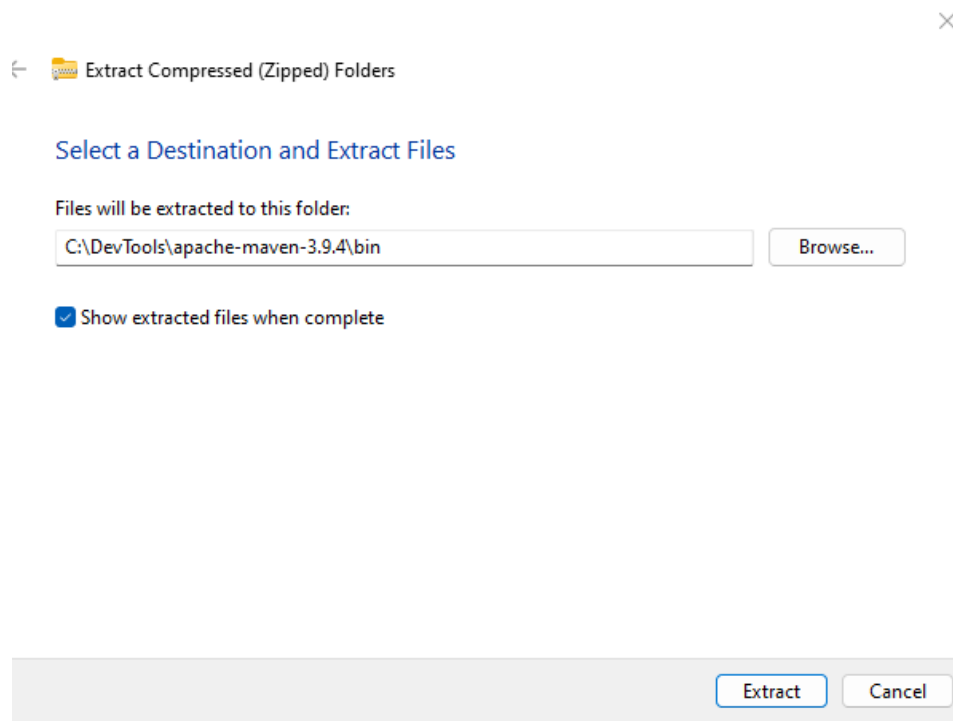 Extract Compressed (Zipped) Folders
Select a Destination and Extract Files
Files will be extracted to this folder:
C:\DevTools\apache-maven-3.9.4\bin
Browse...
Show extracted files when complete
Extract
Cancel